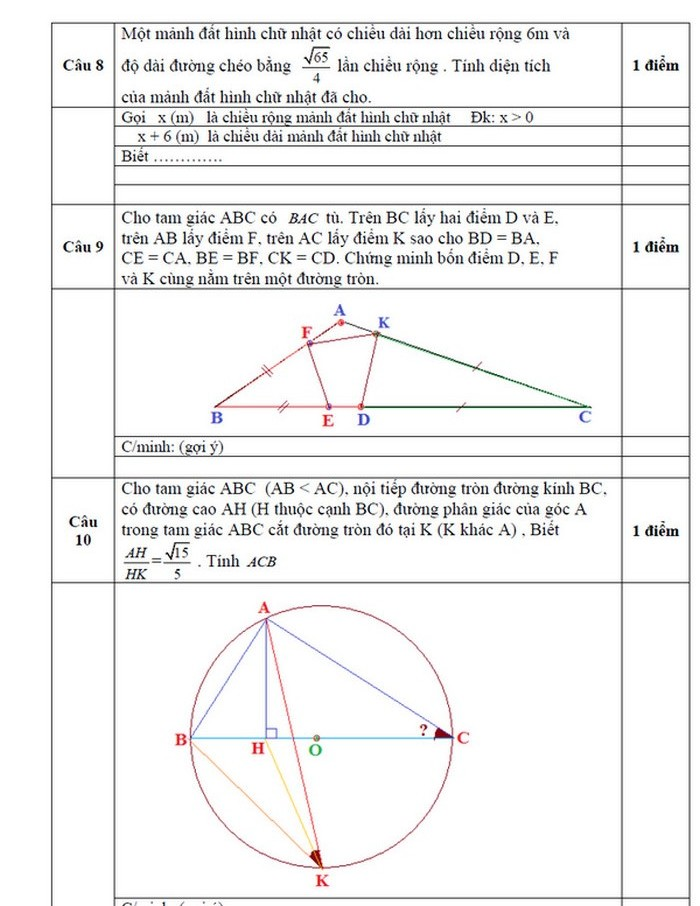 Câu 8
Một mảnh đất hình chữ nhật có chiều dài hơn chiều rộng 6m và
độ dài đường chéo bằng √65/4 lần chiều rộng . Tính diện tích
của mảnh đất hình chữ nhật đã cho.
1 điểm
Gọi x (m) là chiều rộng mảnh đất hình chữ nhật Đk: x > 0
x + 6 (m) là chiều dài mảnh đất hình chữ nhật
Biết ………….
Câu 9
Cho tam giác ABC có BAC tù. Trên BC lấy hai điểm D và E,
trên AB lấy điểm F, trên AC lấy điểm K sao cho BD = BA,
CE = CA, BE = BF, CK = CD. Chứng minh bốn điểm D, E, F
và K cùng nằm trên một đường tròn.
1 điểm
A
K
F
B
E
D
C
C/minh: (gợi ý)
Câu
10
Cho tam giác ABC (AB < AC), nội tiếp đường tròn đường kính BC,
có đường cao AH (H thuộc cạnh BC), đường phân giác của góc A
trong tam giác ABC cắt đường tròn đó tại K (K khác A) , Biết
AH/HK = √15/5 . Tính ACB
1 điểm
A
B
H
O
?
C
K